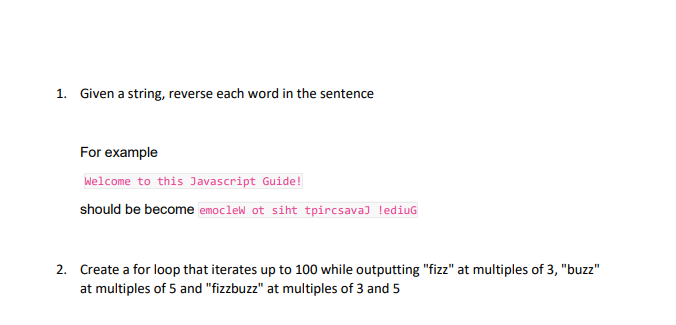 1. Given a string, reverse each word in the sentence
For example
Welcome to this Javascript Guide!
should be become emocleW ot siht tpircsavaJ !ediuG
2. Create a for loop that iterates up to 100 while outputting "fizz" at multiples of 3, "buzz"
at multiples of 5 and "fizzbuzz" at multiples of 3 and 5